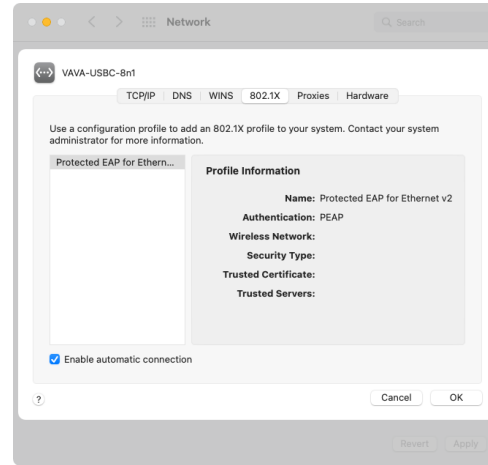 Network
Search
VAVA-USBC-8n1
TCP/IP DNS WINS 802.1X Proxies Hardware
Use a configuration profile to add an 802.1X profile to your system. Contact your system
administrator for more information.
Protected EAP for Ethern...
Profile Information
Name: Protected EAP for Ethernet v2
Authentication: PEAP
Wireless Network:
Security Type:
Trusted Certificate:
Trusted Servers:
Enable automatic connection
? Cancel OK
Revert Apply